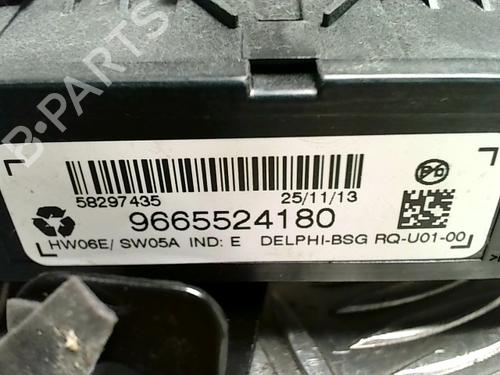 B-PARTS
58297435
25/11/13
9665524180
HW06E/ SW05A IND: E DELPHI-BSG RQ-U01-00